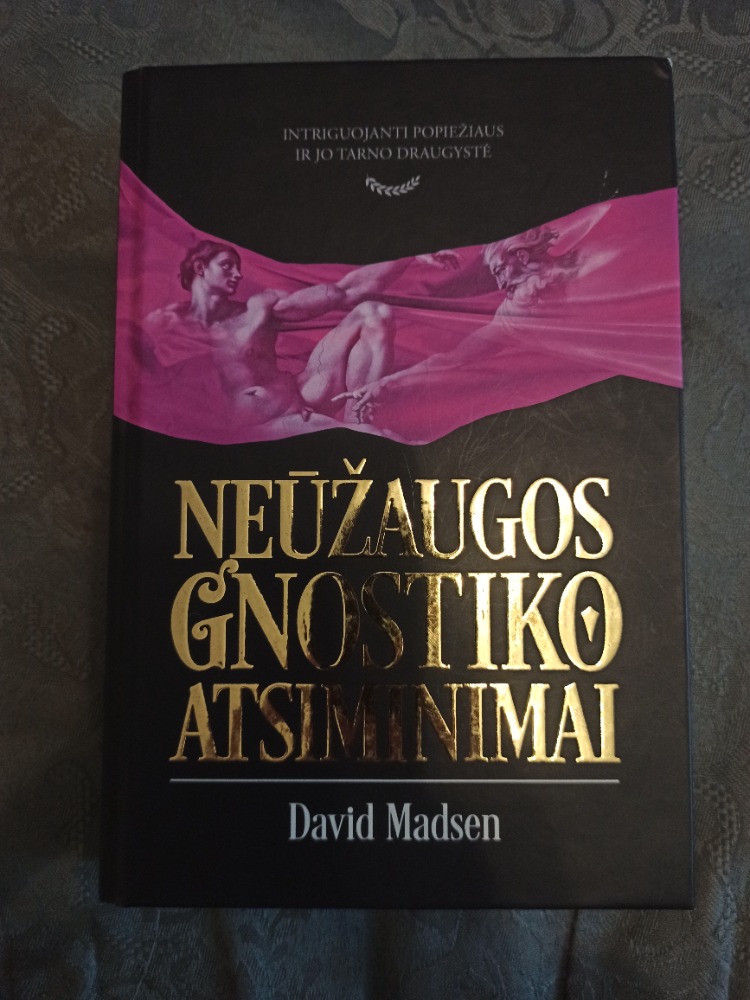 INTRIGUOJANTI POPIEŽIAUS
IR JO TARNO DRAUGYSTĖ
NEŪŽAUGOS
GNOSTIKO
ATSIMINIMAI
David Madsen